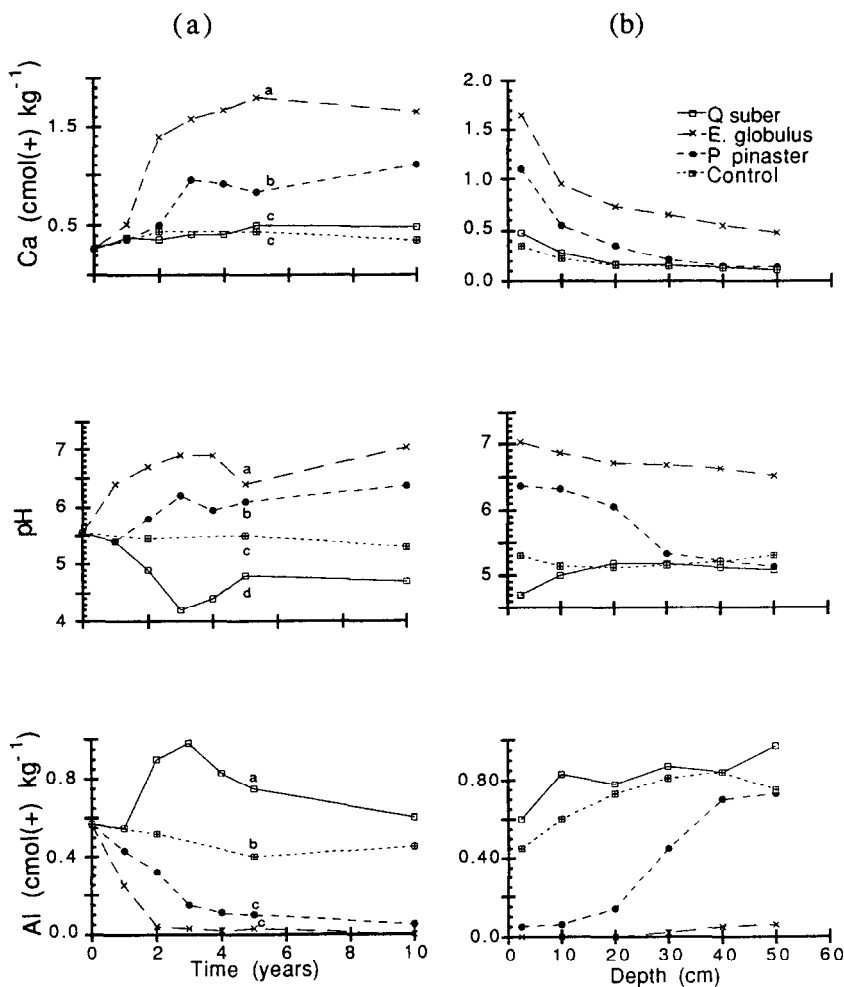 (a)
(b)
Ca (cmol(+) kg⁻¹)
1.5
0.5
a
b
c
c
2.0
1.5
1.0
0.5
0.0
Q suber
E. globulus
P pinaster
Control
pH
7
6
5
4
a
b
c
d
7
6
5
Al (cmol(+) kg⁻¹)
0.8
0.4
0.0
a
b
c
c
0 2 4 6 8 10
Time (years)
0.80
0.40
0.0
0 10 20 30 40 50 60
Depth (cm)